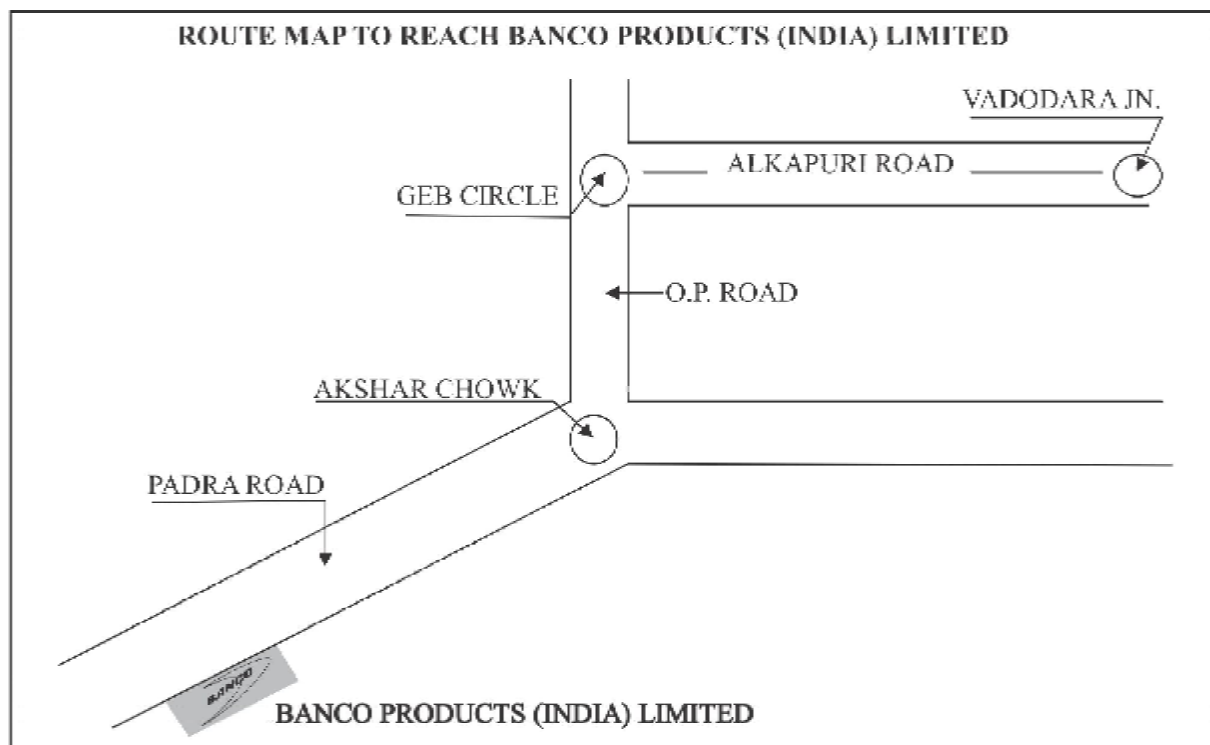 ROUTE MAP TO REACH BANCO PRODUCTS (INDIA) LIMITED
VADODARA JN.
ALKAPURI ROAD
GEB CIRCLE
O.P. ROAD
AKSHAR CHOWK
PADRA ROAD
BANCO
BANCO PRODUCTS (INDIA) LIMITED